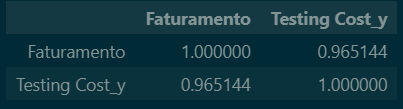 Faturamento Testing Cost_y
Faturamento 1.000000 0.965144
Testing Cost_y 0.965144 1.000000